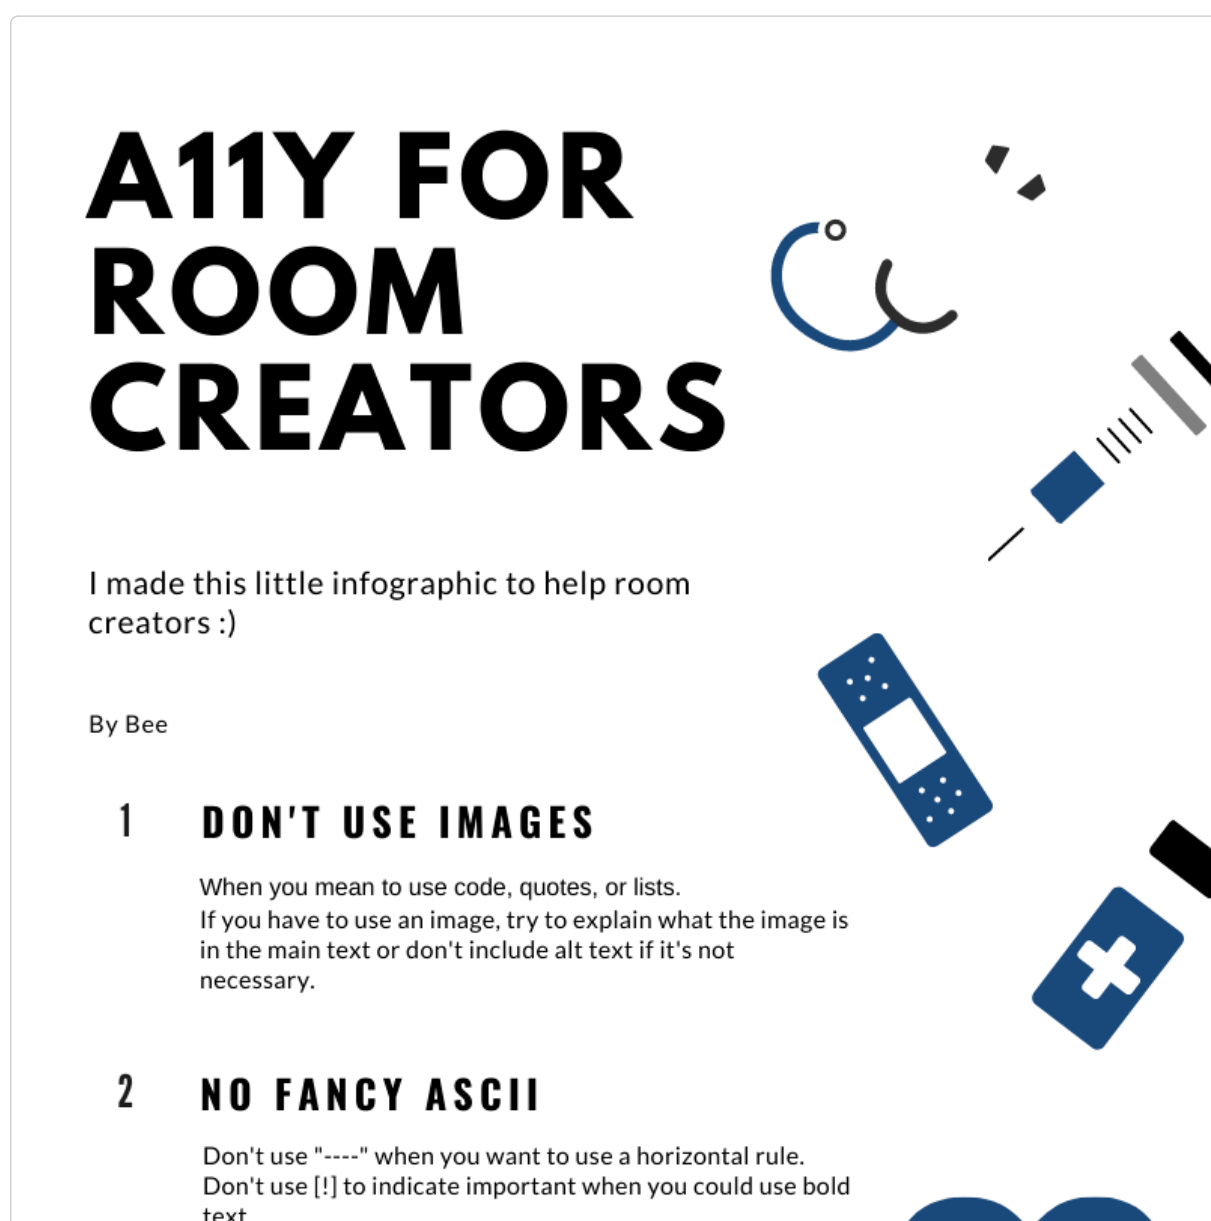 A11Y FOR
ROOM
CREATORS
I made this little infographic to help room
creators :)
By Bee
1 DON'T USE IMAGES
When you mean to use code, quotes, or lists.
If you have to use an image, try to explain what the image is
in the main text or don't include alt text if it's not
necessary.
2 NO FANCY ASCII
Don't use "----" when you want to use a horizontal rule.
Don't use [!] to indicate important when you could use bold
text